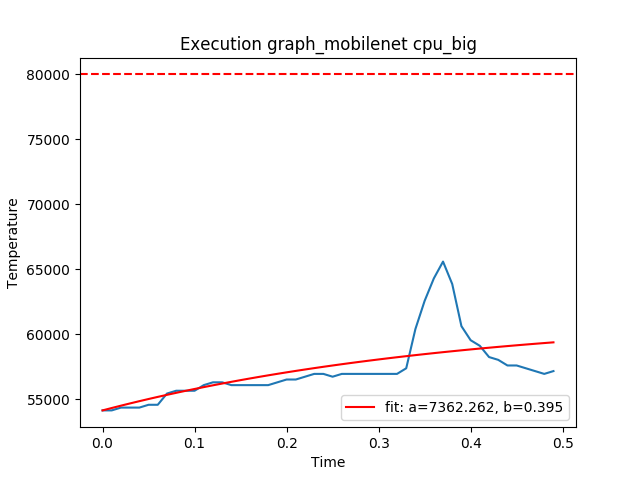 Execution graph_mobilenet cpu_big
80000
75000
70000
65000
60000
55000
Temperature
fit: a=7362.262, b=0.395
0.0 0.1 0.2 0.3 0.4 0.5
Time